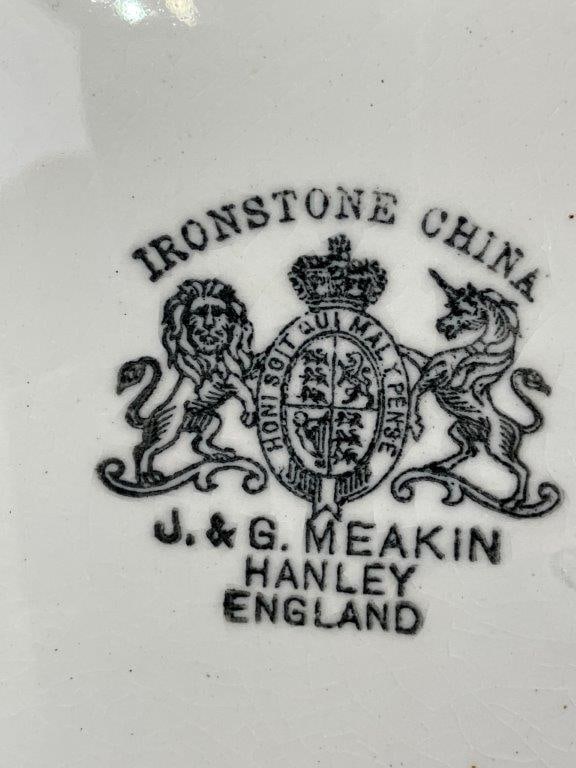 IRONSTONE CHINA
HONI SOIT QUI MAL Y PENSE
J. & G. MEAKIN
HANLEY
ENGLAND